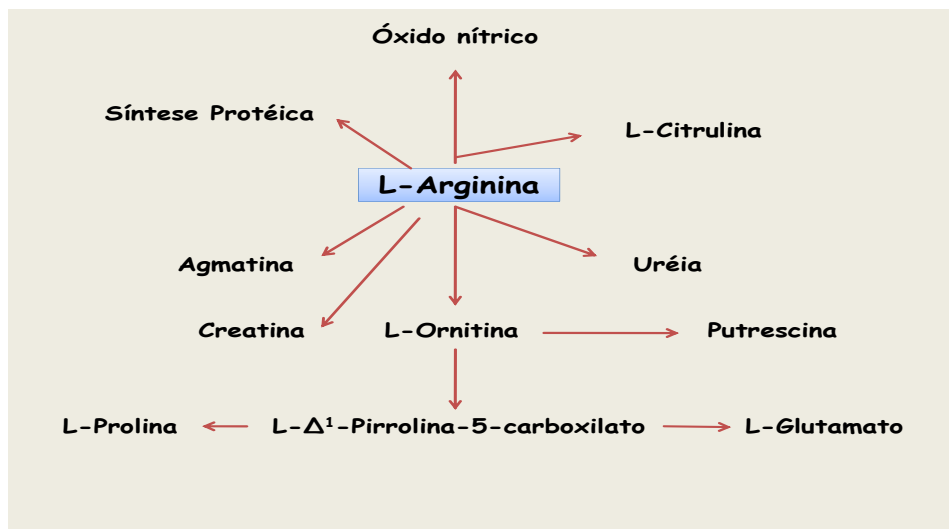 Óxido nítrico
Síntese Protéica
L-Citrulina
L-Arginina
Agmatina
Uréia
Creatina
L-Ornitina
Putrescina
L-Prolina
L-Δ¹-Pirrolina-5-carboxilato
L-Glutamato